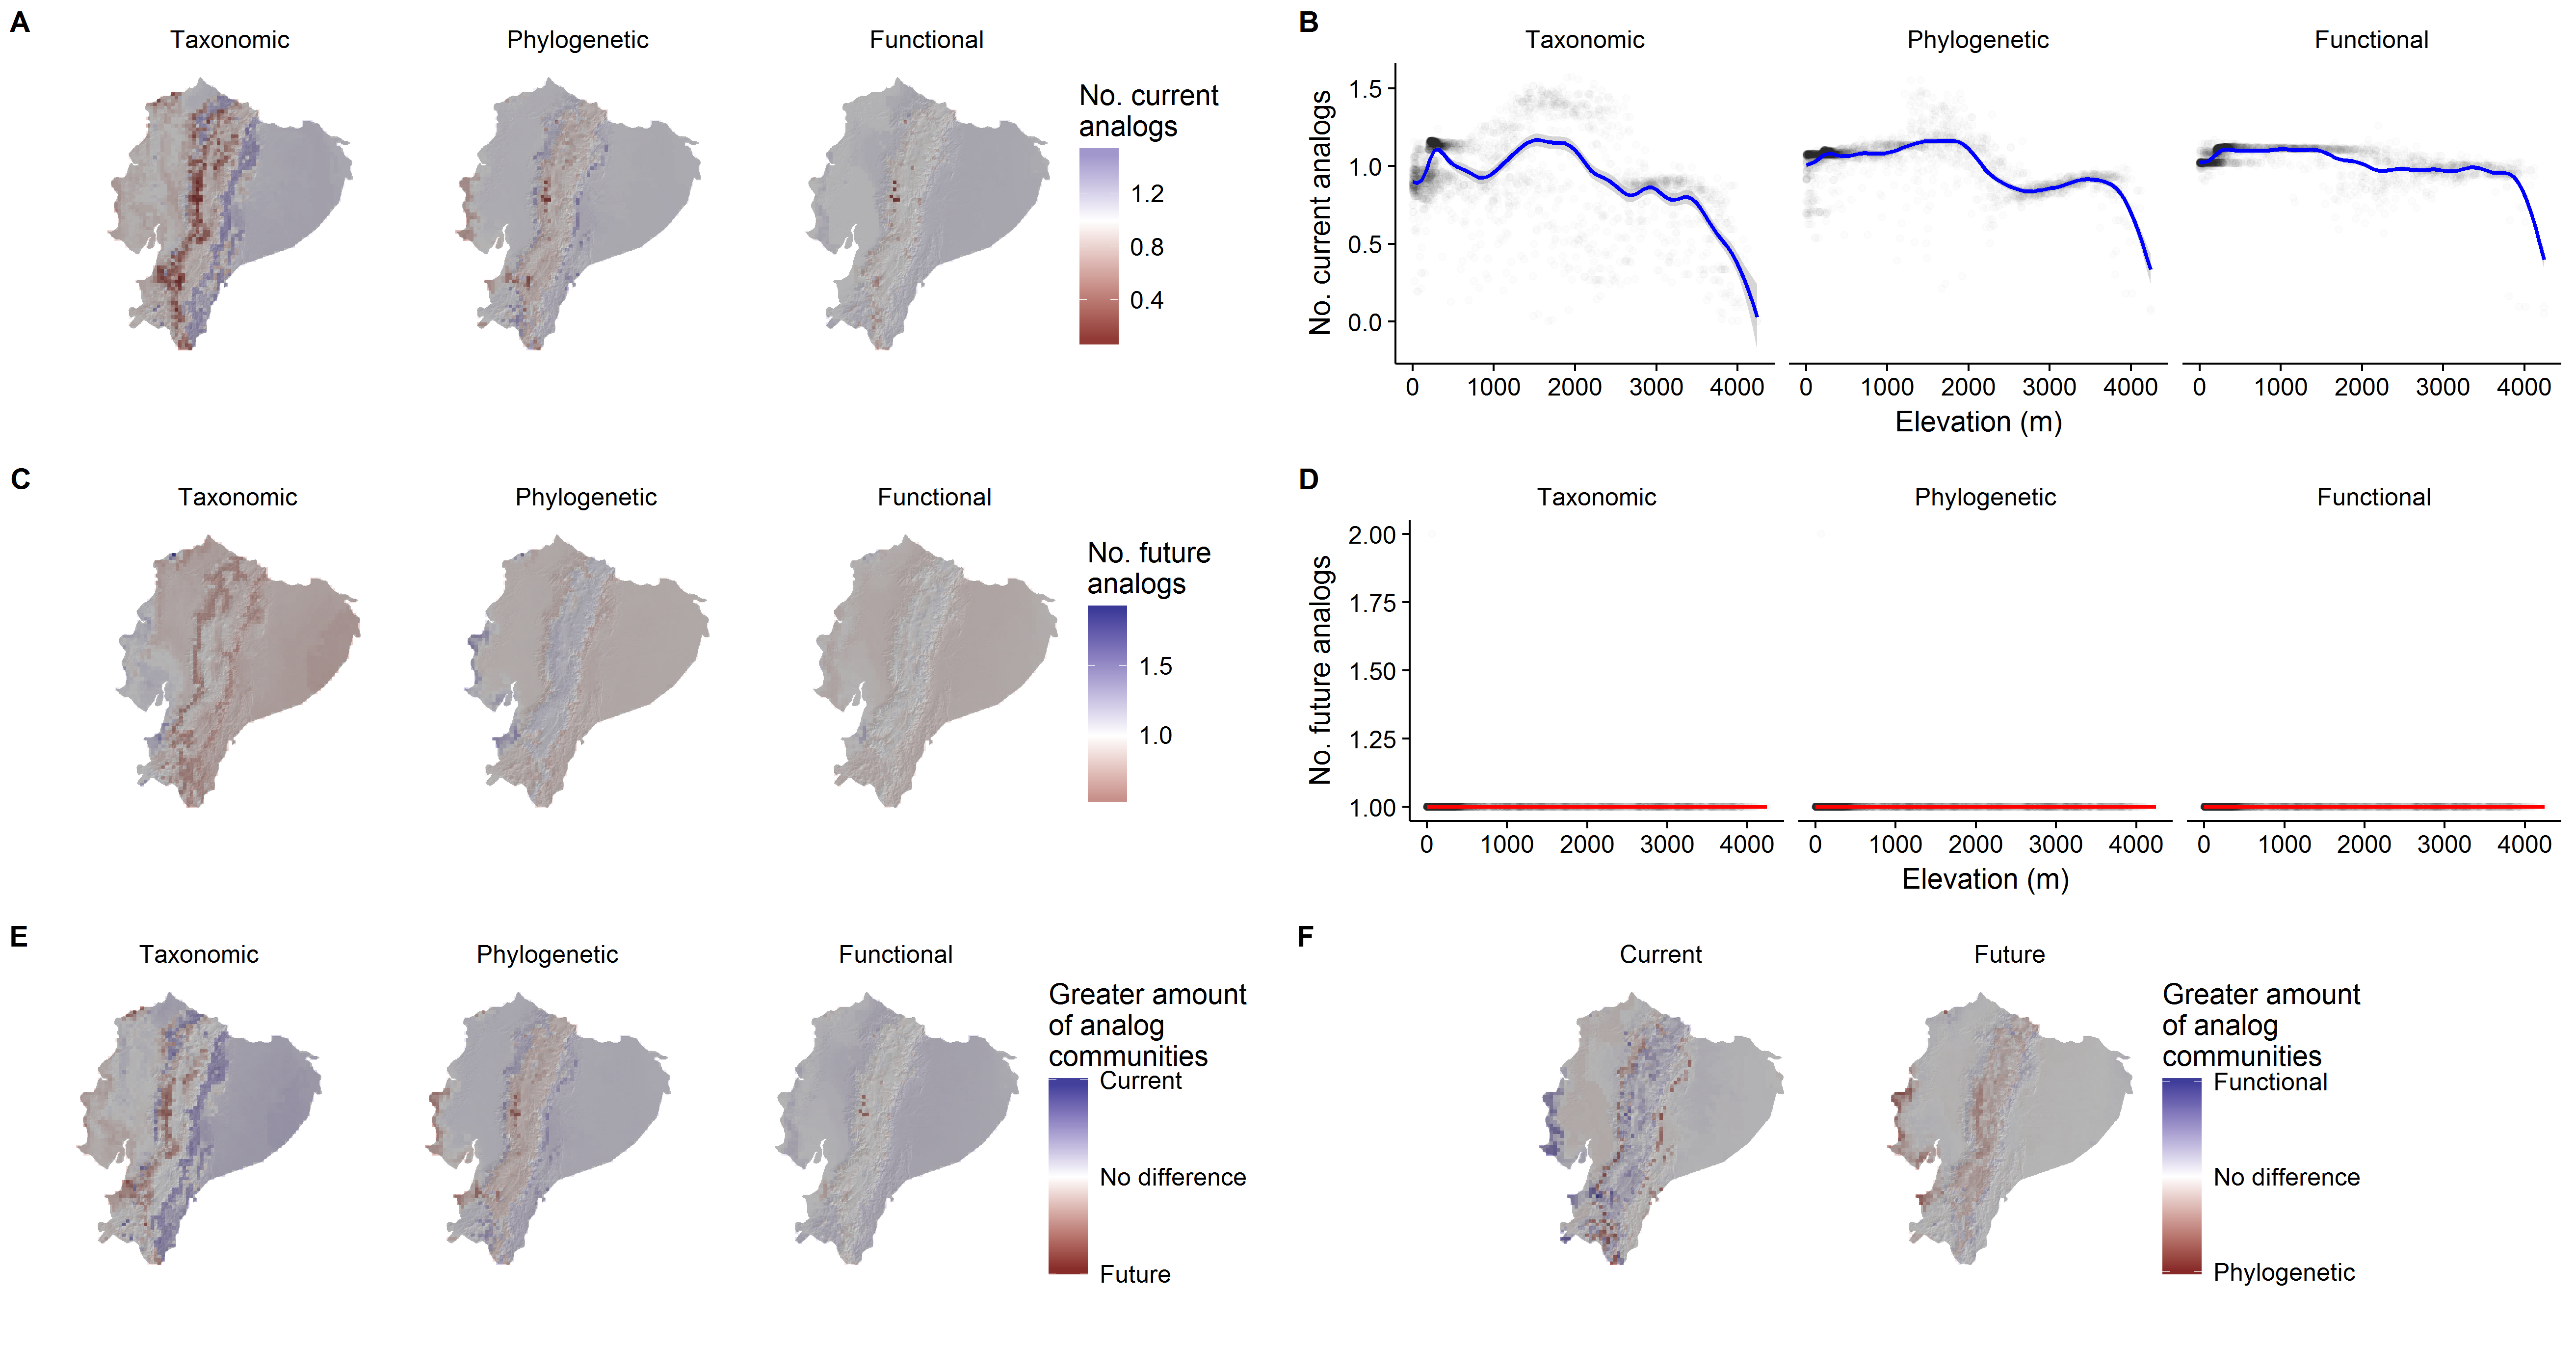 A
Taxonomic
Phylogenetic
Functional
No. current
analogs
1.2
0.8
0.4
B
Taxonomic
Phylogenetic
Functional
No. current analogs
1.5
1.0
0.5
0.0
0 1000 2000 3000 4000
0 1000 2000 3000 4000
0 1000 2000 3000 4000
Elevation (m)
C
Taxonomic
Phylogenetic
Functional
No. future
analogs
1.5
1.0
D
Taxonomic
Phylogenetic
Functional
No. future analogs
2.00
1.75
1.50
1.25
1.00
0 1000 2000 3000 4000
0 1000 2000 3000 4000
0 1000 2000 3000 4000
Elevation (m)
E
Taxonomic
Phylogenetic
Functional
Greater amount
of analog
communities
Current
No difference
Future
F
Current
Future
Greater amount
of analog
communities
Functional
No difference
Phylogenetic